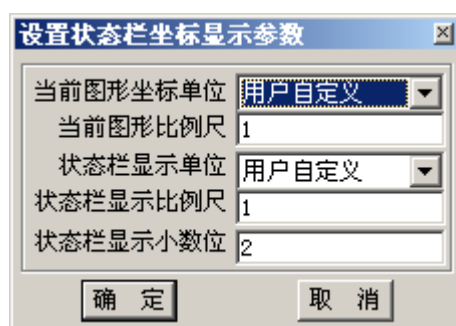 设置状态栏坐标显示参数
当前图形坐标单位 用户自定义
当前图形比例尺 1
状态栏显示单位 用户自定义
状态栏显示比例尺 1
状态栏显示小数位 2
确 定 取 消